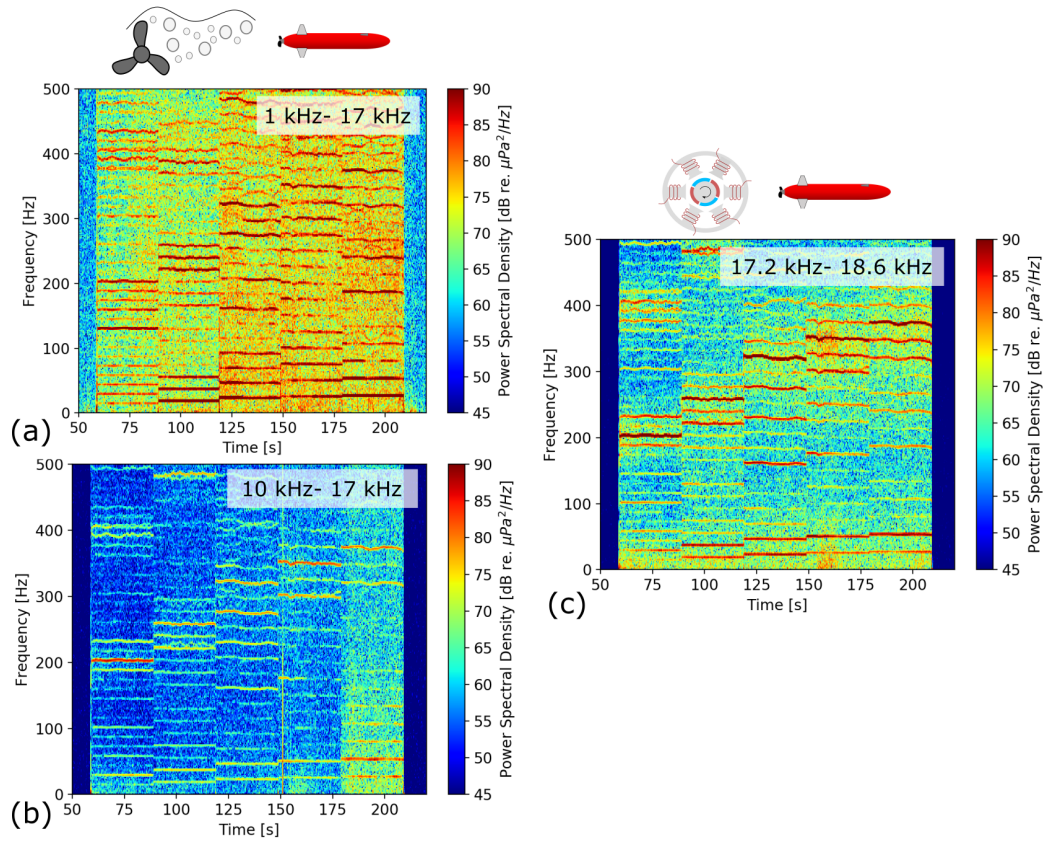 500
400
300
200
100
0
Frequency [Hz]
1 kHz- 17 kHz
50 75 100 125 150 175 200
Time [s]
90
85
80
75
70
65
60
55
50
45
Power Spectral Density [dB re. μPa²/Hz]
(a)
500
400
300
200
100
0
Frequency [Hz]
10 kHz- 17 kHz
50 75 100 125 150 175 200
Time [s]
90
85
80
75
70
65
60
55
50
45
Power Spectral Density [dB re. μPa²/Hz]
(b)
500
400
300
200
100
0
Frequency [Hz]
17.2 kHz- 18.6 kHz
50 75 100 125 150 175 200
Time [s]
90
85
80
75
70
65
60
55
50
45
Power Spectral Density [dB re. μPa²/Hz]
(c)